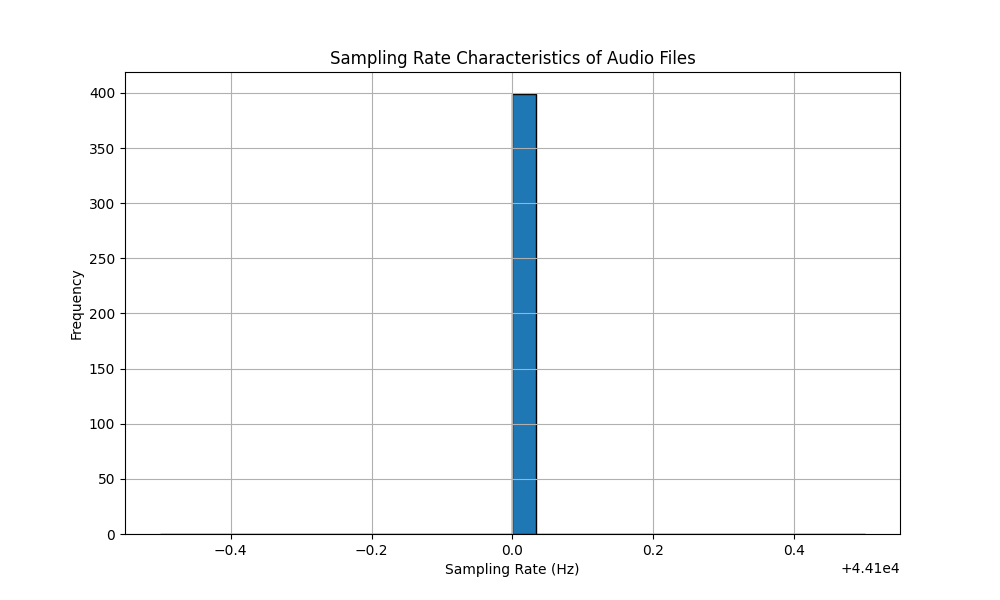 Sampling Rate Characteristics of Audio Files
Frequency
400
350
300
250
200
150
100
50
0
−0.4 −0.2 0.0 0.2 0.4
Sampling Rate (Hz)
+4.41e4